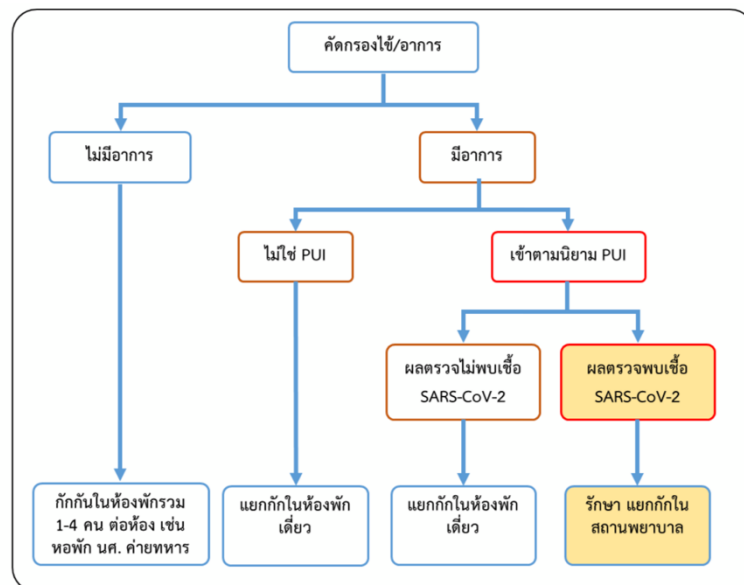 คัดกรองไข้/อาการ
ไม่มีอาการ
มีอาการ
ไม่ใช่ PUI
เข้าตามนิยาม PUI
ผลตรวจไม่พบเชื้อ
SARS-CoV-2
ผลตรวจพบเชื้อ
SARS-CoV-2
กักกันในห้องพักรวม
1-4 คน ต่อห้อง เช่น
หอพัก นศ. ค่ายทหาร
แยกกักในห้องพัก
เดี่ยว
แยกกักในห้องพัก
เดี่ยว
รักษา แยกกักใน
สถานพยาบาล